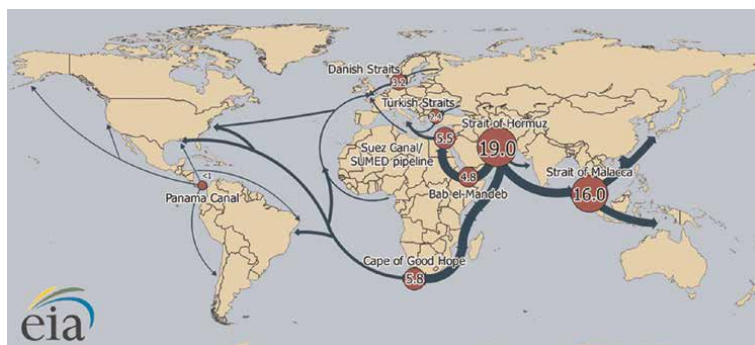 Danish Straits
3.2
Turkish Straits
2.4
Strait of Hormuz
19.0
Suez Canal/
SUMED pipeline
5.5
Strait of Malacca
16.0
4.8
Bab el-Mandeb
<1
Panama Canal
Cape of Good Hope
5.8
eia